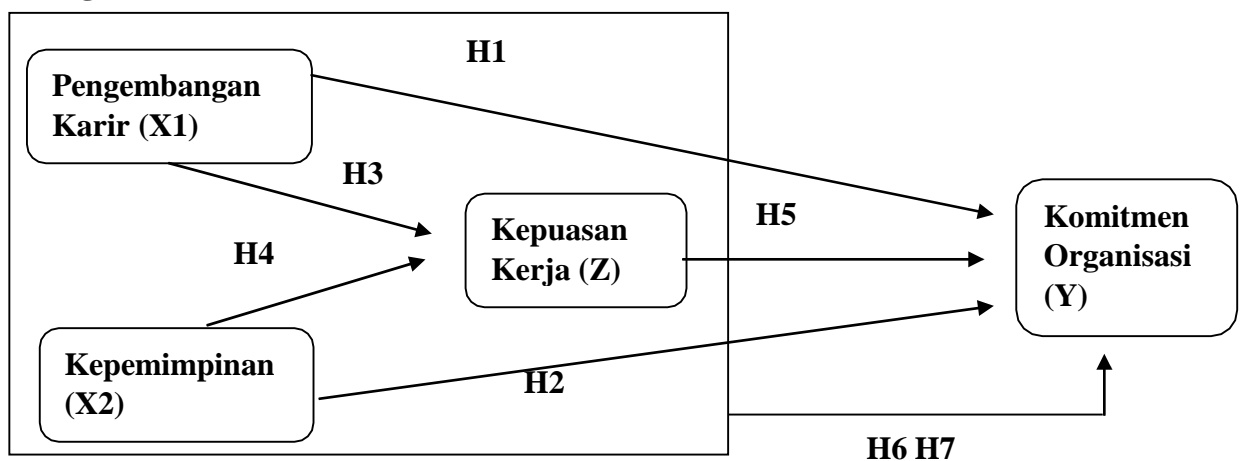 H1
Pengembangan
Karir (X1)
H3
Kepuasan
Kerja (Z)
H5
Komitmen
Organisasi
(Y)
H4
Kepemimpinan
(X2)
H2
H6 H7